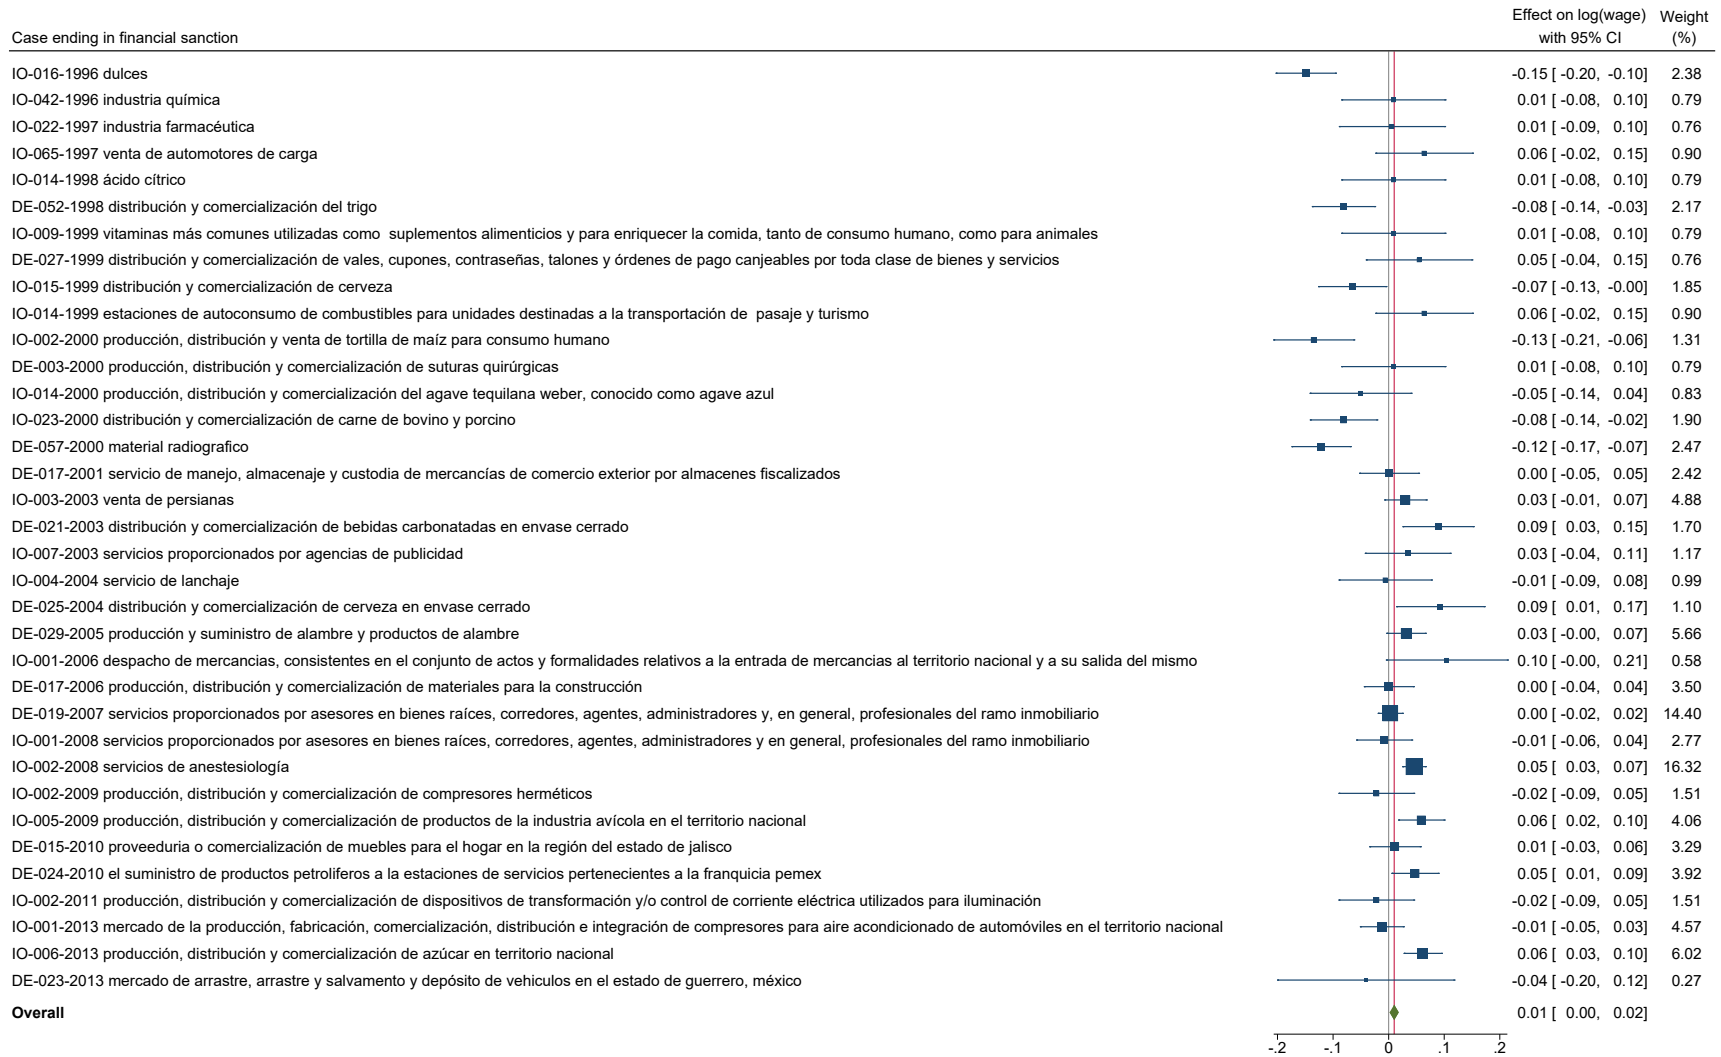 Effect on log(wage) Weight
Case ending in financial sanction with 95% CI (%)
IO-016-1996 dulces -0.15 [ -0.20, -0.10] 2.38
IO-042-1996 industria química 0.01 [ -0.08, 0.10] 0.79
IO-022-1997 industria farmacéutica 0.01 [ -0.09, 0.10] 0.76
IO-065-1997 venta de automotores de carga 0.06 [ -0.02, 0.15] 0.90
IO-014-1998 ácido cítrico 0.01 [ -0.08, 0.10] 0.79
DE-052-1998 distribución y comercialización del trigo -0.08 [ -0.14, -0.03] 2.17
IO-009-1999 vitaminas más comunes utilizadas como suplementos alimenticios y para enriquecer la comida, tanto de consumo humano, como para animales 0.01 [ -0.08, 0.10] 0.79
DE-027-1999 distribución y comercialización de vales, cupones, contraseñas, talones y órdenes de pago canjeables por toda clase de bienes y servicios 0.05 [ -0.04, 0.15] 0.76
IO-015-1999 distribución y comercialización de cerveza -0.07 [ -0.13, -0.00] 1.85
IO-014-1999 estaciones de autoconsumo de combustibles para unidades destinadas a la transportación de pasaje y turismo 0.06 [ -0.02, 0.15] 0.90
IO-002-2000 producción, distribución y venta de tortilla de maíz para consumo humano -0.13 [ -0.21, -0.06] 1.31
DE-003-2000 producción, distribución y comercialización de suturas quirúrgicas 0.01 [ -0.08, 0.10] 0.79
IO-014-2000 producción, distribución y comercialización del agave tequilana weber, conocido como agave azul -0.05 [ -0.14, 0.04] 0.83
IO-023-2000 distribución y comercialización de carne de bovino y porcino -0.08 [ -0.14, -0.02] 1.90
DE-057-2000 material radiografico -0.12 [ -0.17, -0.07] 2.47
DE-017-2001 servicio de manejo, almacenaje y custodia de mercancías de comercio exterior por almacenes fiscalizados 0.00 [ -0.05, 0.05] 2.42
IO-003-2003 venta de persianas 0.03 [ -0.01, 0.07] 4.88
DE-021-2003 distribución y comercialización de bebidas carbonatadas en envase cerrado 0.09 [ 0.03, 0.15] 1.70
IO-007-2003 servicios proporcionados por agencias de publicidad 0.03 [ -0.04, 0.11] 1.17
IO-004-2004 servicio de lanchaje -0.01 [ -0.09, 0.08] 0.99
DE-025-2004 distribución y comercialización de cerveza en envase cerrado 0.09 [ 0.01, 0.17] 1.10
DE-029-2005 producción y suministro de alambre y productos de alambre 0.03 [ -0.00, 0.07] 5.66
IO-001-2006 despacho de mercancias, consistentes en el conjunto de actos y formalidades relativos a la entrada de mercancias al territorio nacional y a su salida del mismo 0.10 [ -0.00, 0.21] 0.58
DE-017-2006 producción, distribución y comercialización de materiales para la construcción 0.00 [ -0.04, 0.04] 3.50
DE-019-2007 servicios proporcionados por asesores en bienes raíces, corredores, agentes, administradores y, en general, profesionales del ramo inmobiliario 0.00 [ -0.02, 0.02] 14.40
IO-001-2008 servicios proporcionados por asesores en bienes raíces, corredores, agentes, administradores y en general, profesionales del ramo inmobiliario -0.01 [ -0.06, 0.04] 2.77
IO-002-2008 servicios de anestesiología 0.05 [ 0.03, 0.07] 16.32
IO-002-2009 producción, distribución y comercialización de compresores herméticos -0.02 [ -0.09, 0.05] 1.51
IO-005-2009 producción, distribución y comercialización de productos de la industria avícola en el territorio nacional 0.06 [ 0.02, 0.10] 4.06
DE-015-2010 proveeduria o comercialización de muebles para el hogar en la región del estado de jalisco 0.01 [ -0.03, 0.06] 3.29
DE-024-2010 el suministro de productos petroliferos a la estaciones de servicios pertenecientes a la franquicia pemex 0.05 [ 0.01, 0.09] 3.92
IO-002-2011 producción, distribución y comercialización de dispositivos de transformación y/o control de corriente eléctrica utilizados para iluminación -0.02 [ -0.09, 0.05] 1.51
IO-001-2013 mercado de la producción, fabricación, comercialización, distribución e integración de compresores para aire acondicionado de automóviles en el territorio nacional -0.01 [ -0.05, 0.03] 4.57
IO-006-2013 producción, distribución y comercialización de azúcar en territorio nacional 0.06 [ 0.03, 0.10] 6.02
DE-023-2013 mercado de arrastre, arrastre y salvamento y depósito de vehiculos en el estado de guerrero, méxico -0.04 [ -0.20, 0.12] 0.27
Overall 0.01 [ 0.00, 0.02]
-.2 -.1 0 .1 .2